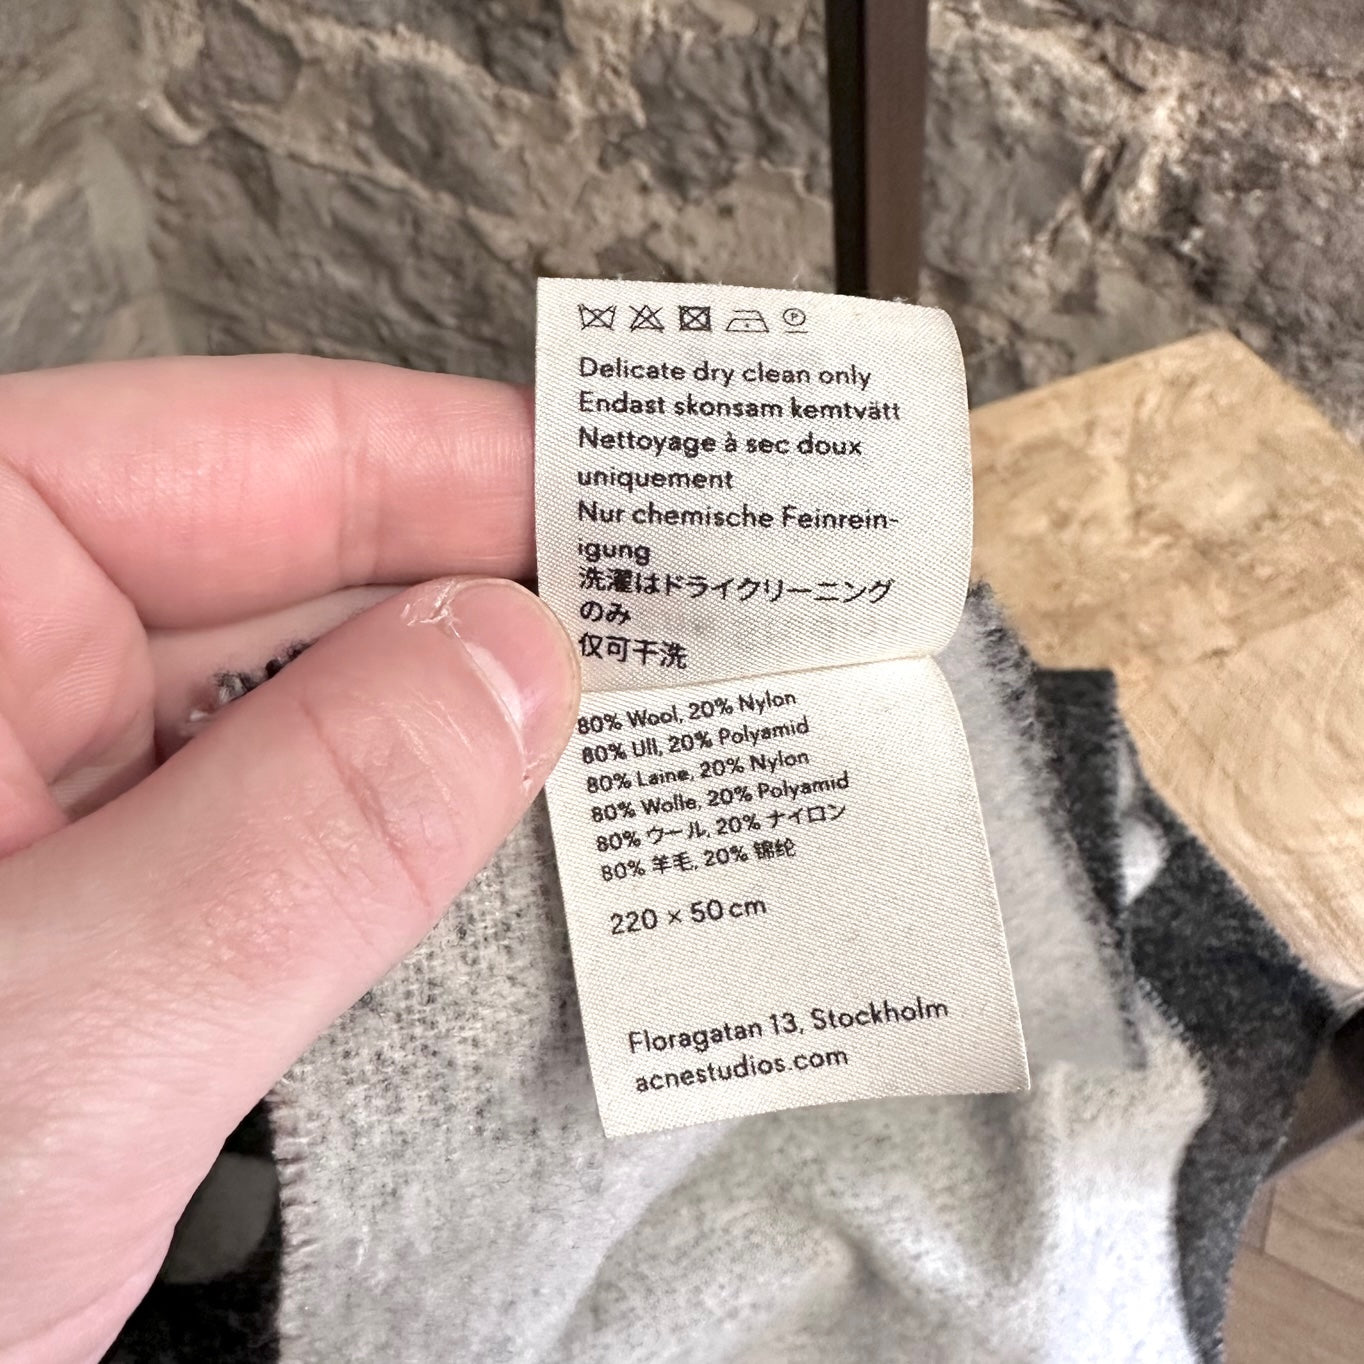 Delicate dry clean only
Endast skonsam kemtvätt
Nettoyage à sec doux
uniquement
Nur chemische Feinrein-
igung
洗濯はドライクリーニング
のみ
仅可干洗
80% Wool, 20% Nylon
80% Ull, 20% Polyamid
80% Laine, 20% Nylon
80% Wolle, 20% Polyamid
80% ウール, 20% ナイロン
80% 羊毛, 20% 锦纶
220 × 50 cm
Floragatan 13, Stockholm
acnestudios.com